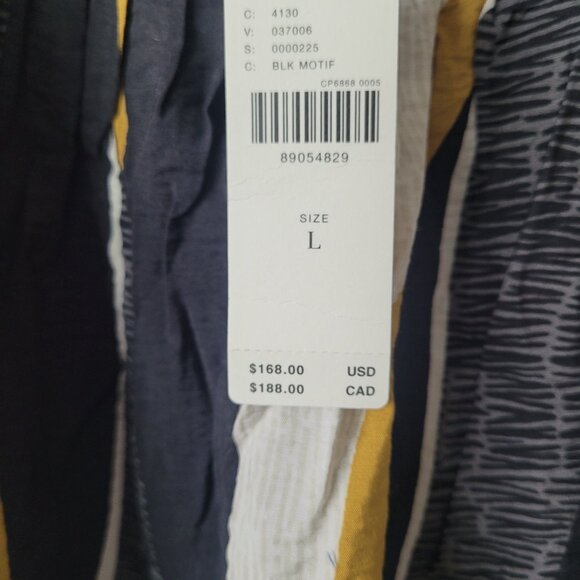 C: 4130
V: 037006
S: 0000225
C: BLK MOTIF
CP6868 0005
89054829
SIZE
L
$168.00 USD
$188.00 CAD